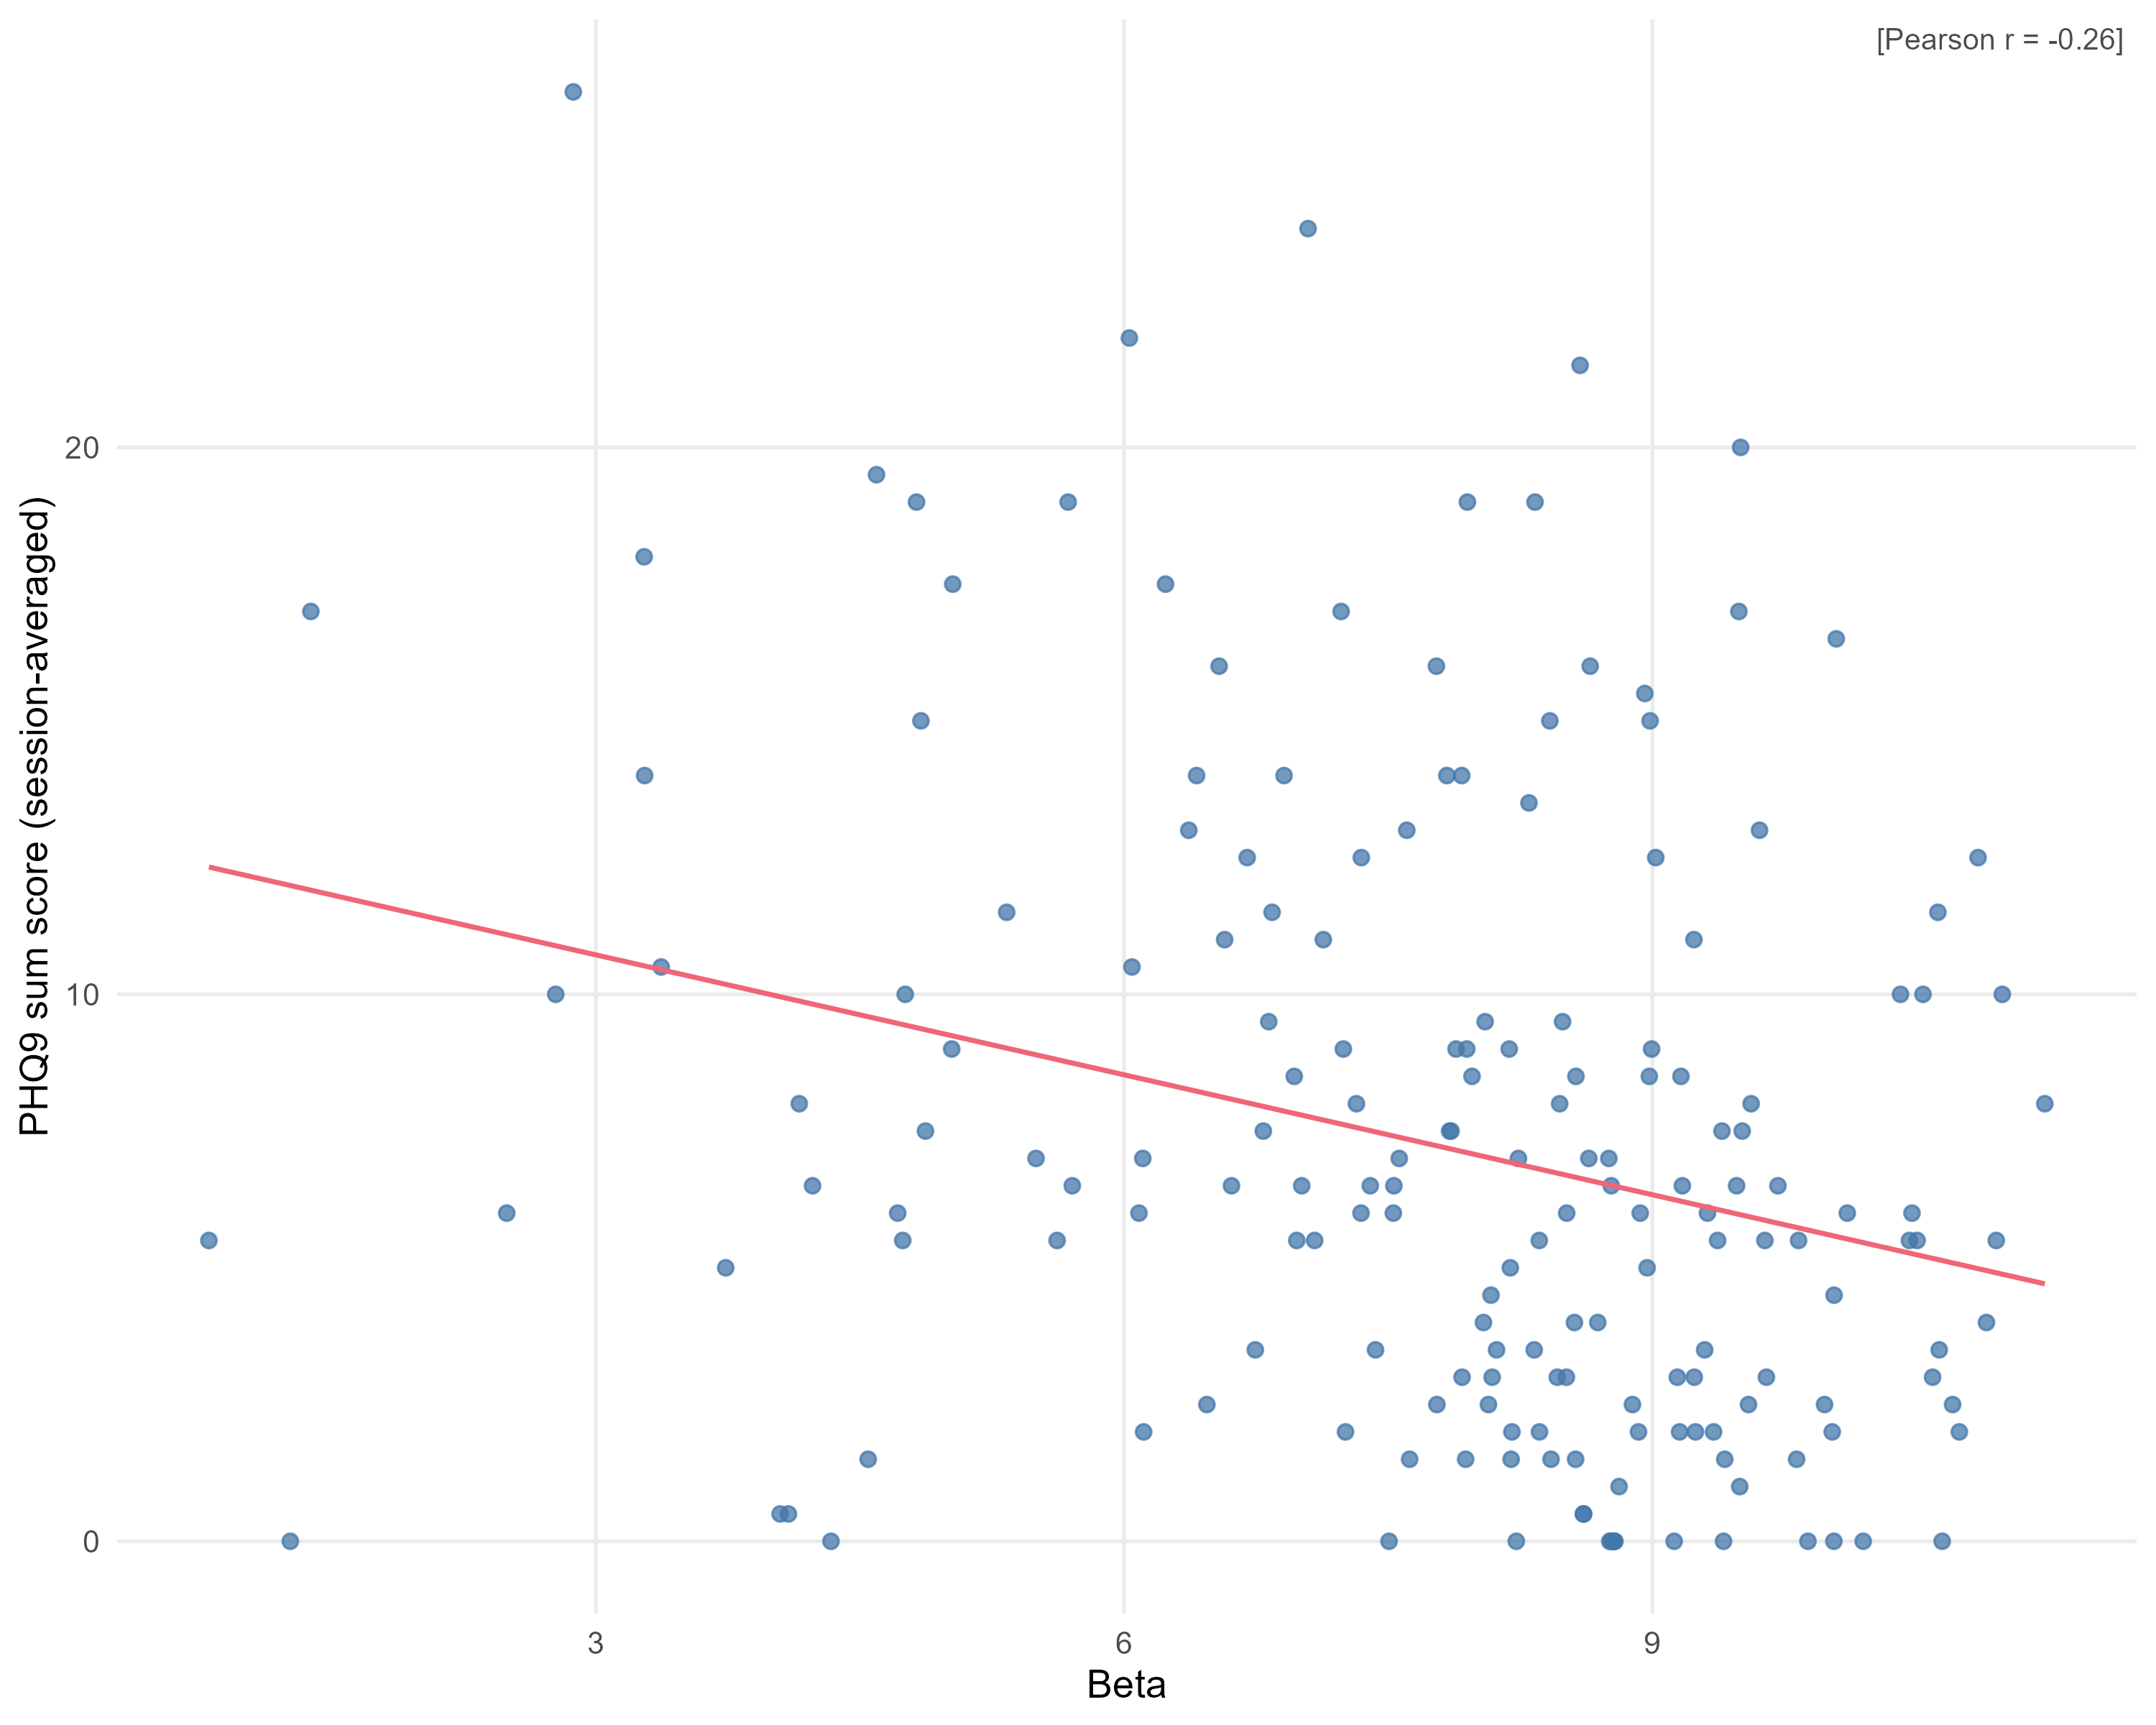 [Pearson r = -0.26]
PHQ9 sum score (session-averaged)
20
10
0
3
6
9
Beta